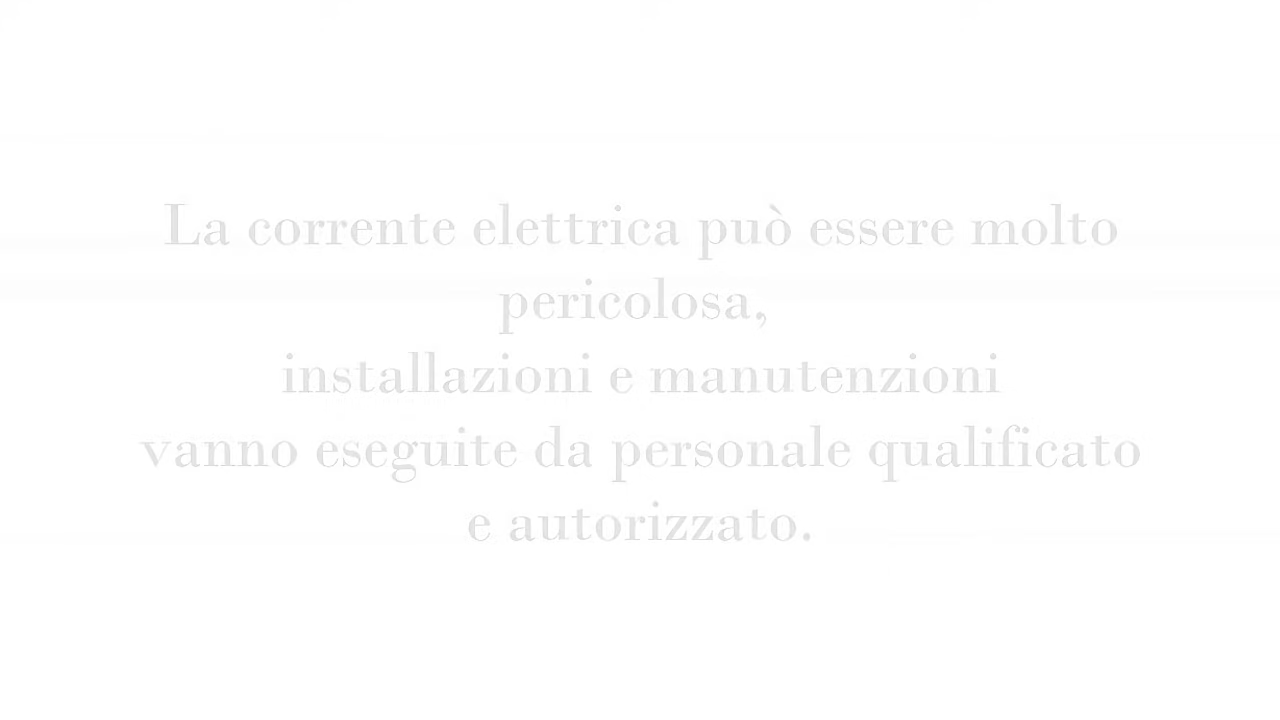 La corrente elettrica può essere molto
pericolosa,
installazioni e manutenzioni
vanno eseguite da personale qualificato
e autorizzato.